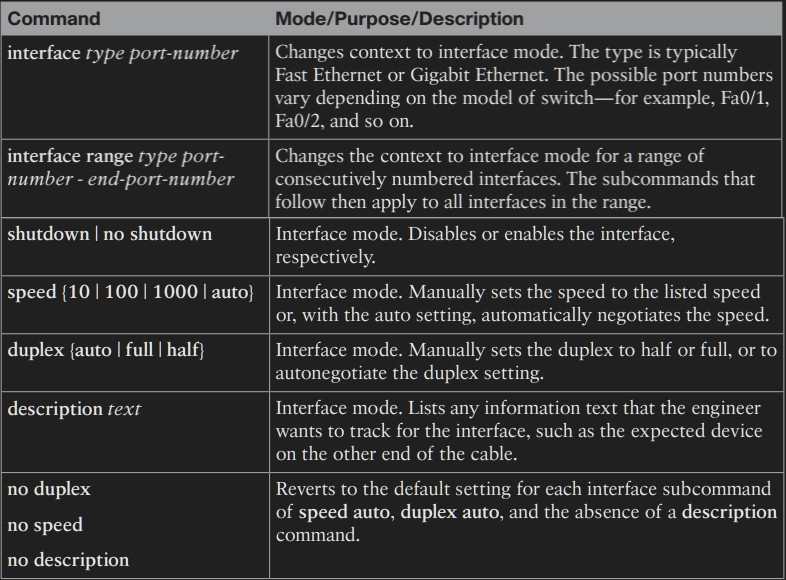 Command
Mode/Purpose/Description
interface type port-number
Changes context to interface mode. The type is typically
Fast Ethernet or Gigabit Ethernet. The possible port numbers
vary depending on the model of switch—for example, Fa0/1,
Fa0/2, and so on.
interface range type port-
number - end-port-number
Changes the context to interface mode for a range of
consecutively numbered interfaces. The subcommands that
follow then apply to all interfaces in the range.
shutdown | no shutdown
Interface mode. Disables or enables the interface,
respectively.
speed {10 | 100 | 1000 | auto}
Interface mode. Manually sets the speed to the listed speed
or, with the auto setting, automatically negotiates the speed.
duplex {auto | full | half}
Interface mode. Manually sets the duplex to half or full, or to
autonegotiate the duplex setting.
description text
Interface mode. Lists any information text that the engineer
wants to track for the interface, such as the expected device
on the other end of the cable.
no duplex
no speed
no description
Reverts to the default setting for each interface subcommand
of speed auto, duplex auto, and the absence of a description
command.